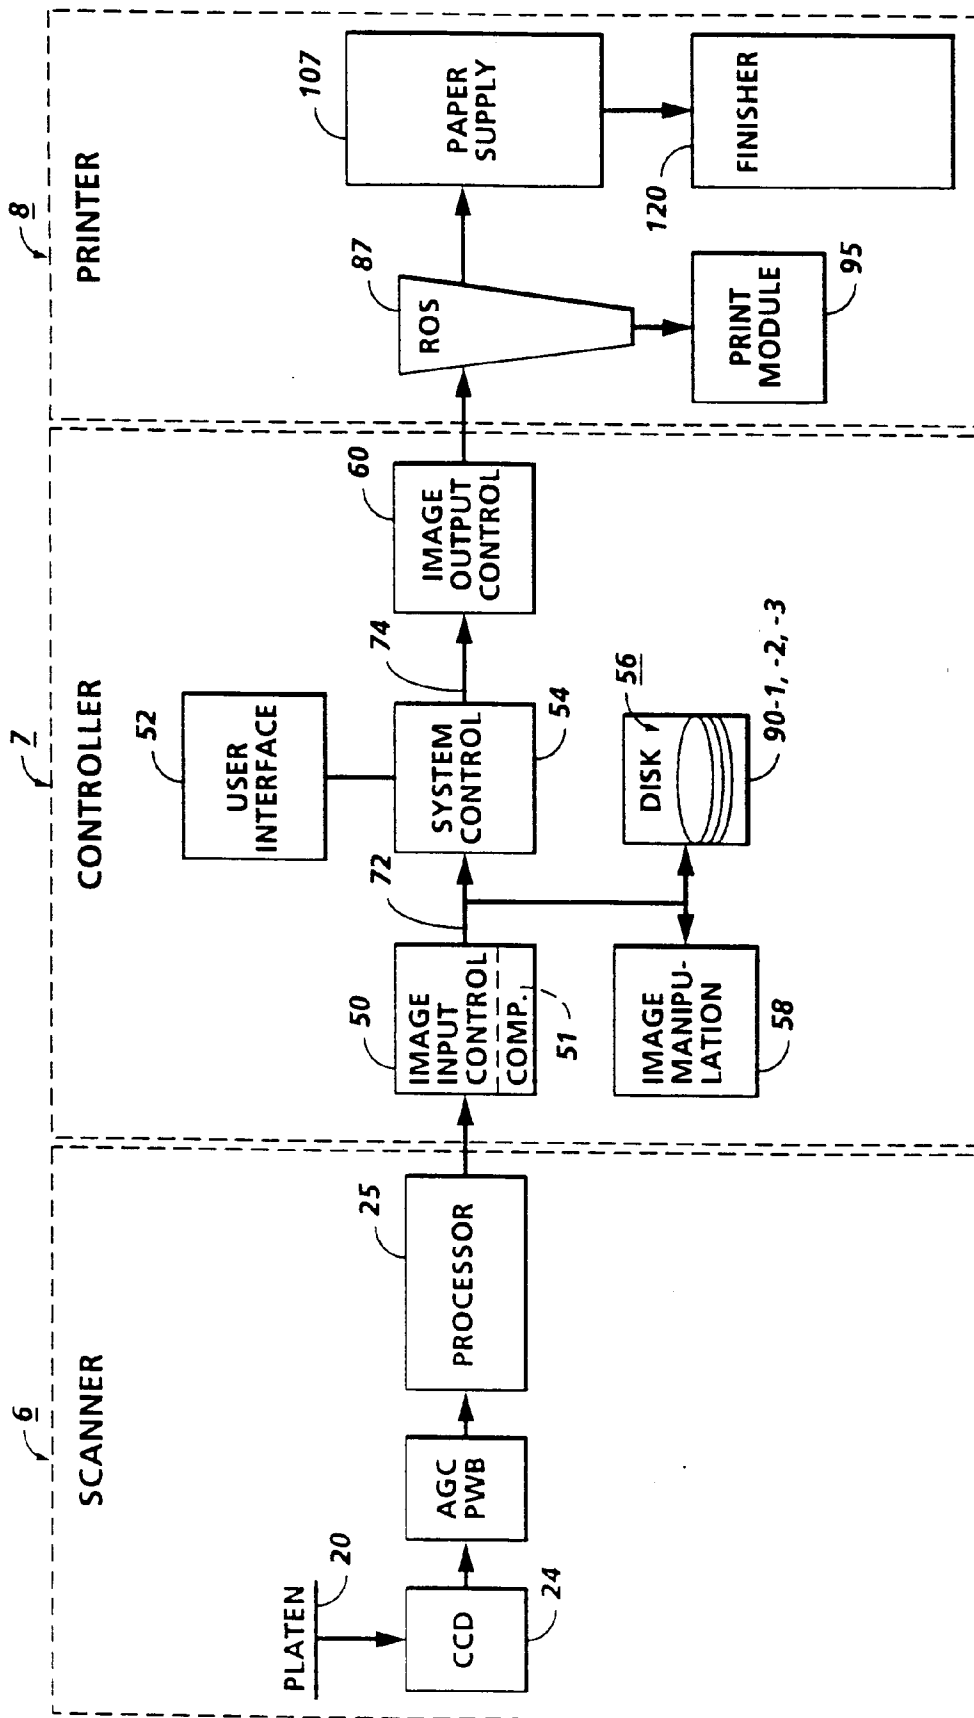 6
SCANNER
PLATEN
20
CCD
24
AGC
PWB
PROCESSOR
25
7
CONTROLLER
IMAGE
INPUT
CONTROL
COMP.
50
51
72
USER
INTERFACE
52
SYSTEM
CONTROL
54
74
IMAGE
MANIPU-
LATION
58
DISK
56
90-1, -2, -3
IMAGE
OUTPUT
CONTROL
60
8
PRINTER
ROS
87
PRINT
MODULE
95
PAPER
SUPPLY
107
FINISHER
120